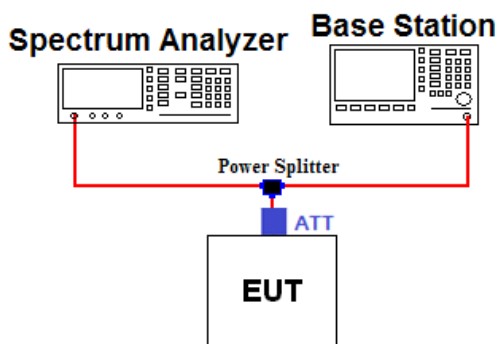 Spectrum Analyzer
Base Station
Power Splitter
ATT
EUT